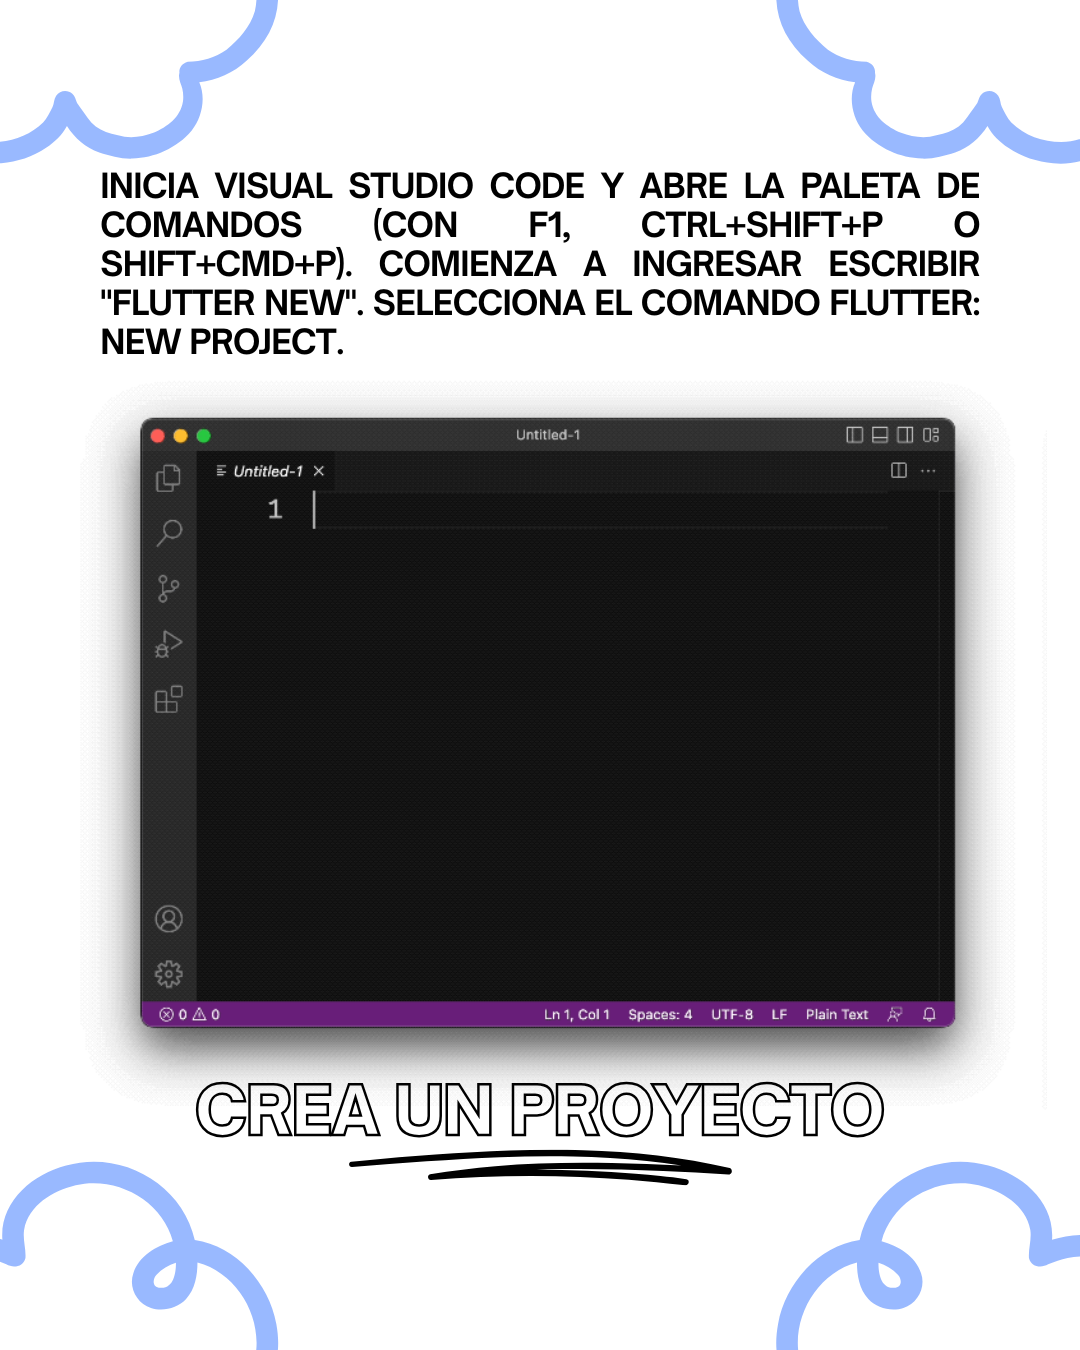 INICIA VISUAL STUDIO CODE Y ABRE LA PALETA DE
COMANDOS (CON F1, CTRL+SHIFT+P O
SHIFT+CMD+P). COMIENZA A INGRESAR ESCRIBIR
"FLUTTER NEW". SELECCIONA EL COMANDO FLUTTER:
NEW PROJECT.
Untitled-1
Untitled-1
1
0 0 Ln 1, Col 1 Spaces: 4 UTF-8 LF Plain Text
CREA UN PROYECTO